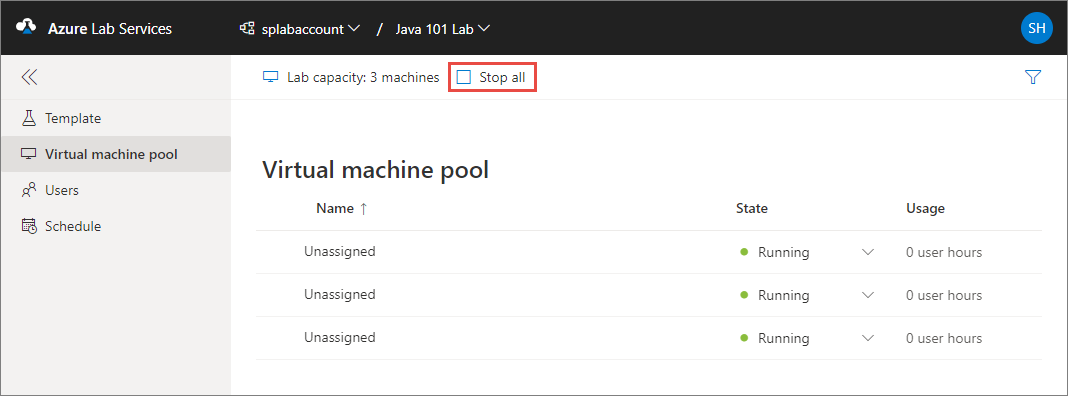 Azure Lab Services splabaccount / Java 101 Lab SH
Lab capacity: 3 machines Stop all
Template
Virtual machine pool
Users
Schedule
Virtual machine pool
Name ↑ State Usage
Unassigned Running 0 user hours
Unassigned Running 0 user hours
Unassigned Running 0 user hours